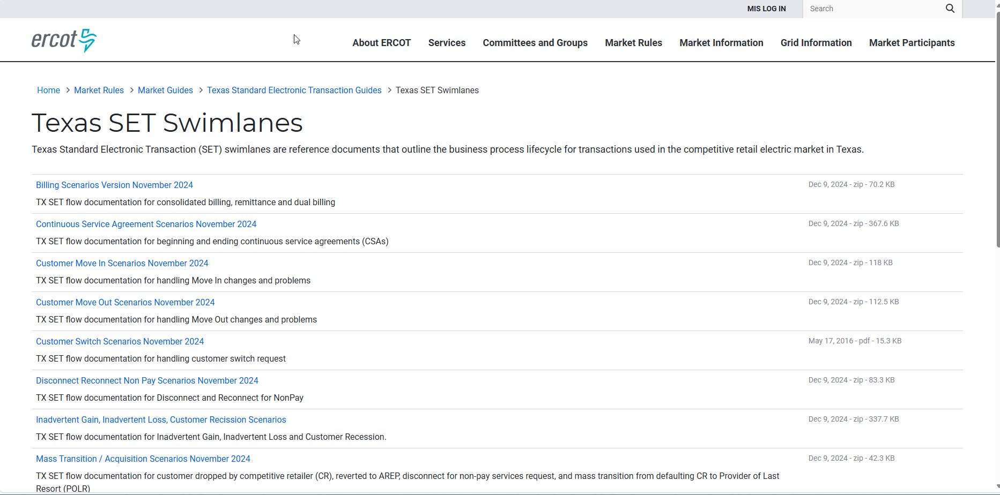 MIS LOG IN
Search
ercot
About ERCOT
Services
Committees and Groups
Market Rules
Market Information
Grid Information
Market Participants
Home > Market Rules > Market Guides > Texas Standard Electronic Transaction Guides > Texas SET Swimlanes
Texas SET Swimlanes
Texas Standard Electronic Transaction (SET) swimlanes are reference documents that outline the business process lifecycle for transactions used in the competitive retail electric market in Texas.
Billing Scenarios Version November 2024
Dec 9, 2024 - zip - 70.2 KB
TX SET flow documentation for consolidated billing, remittance and dual billing
Continuous Service Agreement Scenarios November 2024
Dec 9, 2024 - zip - 367.6 KB
TX SET flow documentation for beginning and ending continuous service agreements (CSAs)
Customer Move In Scenarios November 2024
Dec 9, 2024 - zip - 118 KB
TX SET flow documentation for handling Move In changes and problems
Customer Move Out Scenarios November 2024
Dec 9, 2024 - zip - 112.5 KB
TX SET flow documentation for handling Move Out changes and problems
Customer Switch Scenarios November 2024
May 17, 2016 - pdf - 15.3 KB
TX SET flow documentation for handling customer switch request
Disconnect Reconnect Non Pay Scenarios November 2024
Dec 9, 2024 - zip - 83.3 KB
TX SET flow documentation for Disconnect and Reconnect for NonPay
Inadvertent Gain, Inadvertent Loss, Customer Recission Scenarios
Dec 9, 2024 - zip - 337.7 KB
TX SET flow documentation for Inadvertent Gain, Inadvertent Loss and Customer Recession.
Mass Transition / Acquisition Scenarios November 2024
Dec 9, 2024 - zip - 42.3 KB
TX SET flow documentation for customer dropped by competitive retailer (CR), reverted to AREP, disconnect for non-pay services request, and mass transition from defaulting CR to Provider of Last
Resort (POLR)